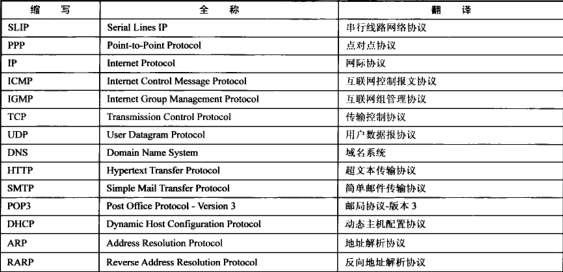 缩 写 全 称 翻 译
SLIP Serial Lines IP 串行线路网络协议
PPP Point-to-Point Protocol 点对点协议
IP Internet Protocol 网际协议
ICMP Internet Control Message Protocol 互联网控制报文协议
IGMP Internet Group Management Protocol 互联网组管理协议
TCP Transmission Control Protocol 传输控制协议
UDP User Datagram Protocol 用户数据报协议
DNS Domain Name System 域名系统
HTTP Hypertext Transfer Protocol 超文本传输协议
SMTP Simple Mail Transfer Protocol 简单邮件传输协议
POP3 Post Office Protocol - Version 3 邮局协议-版本 3
DHCP Dynamic Host Configuration Protocol 动态主机配置协议
ARP Address Resolution Protocol 地址解析协议
RARP Reverse Address Resolution Protocol 反向地址解析协议